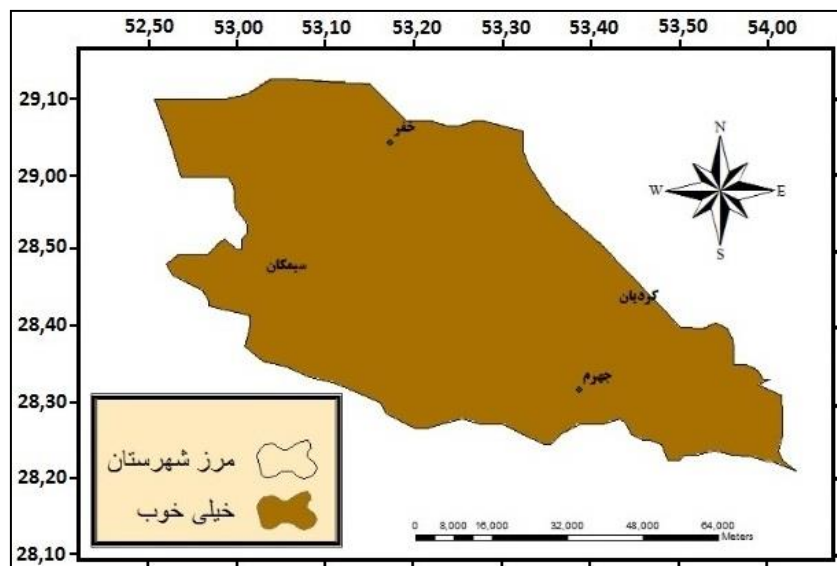 52,50 53,00 53,10 53,20 53,30 53,40 53,50 54,00
29,10
29,00
28,50
28,40
28,30
28,20
28,10
خفر
سیمکان
کردیان
جهرم
N
W E
S
مرز شهرستان
خیلی خوب
0 8,000 16,000 32,000 48,000 64,000
Meters